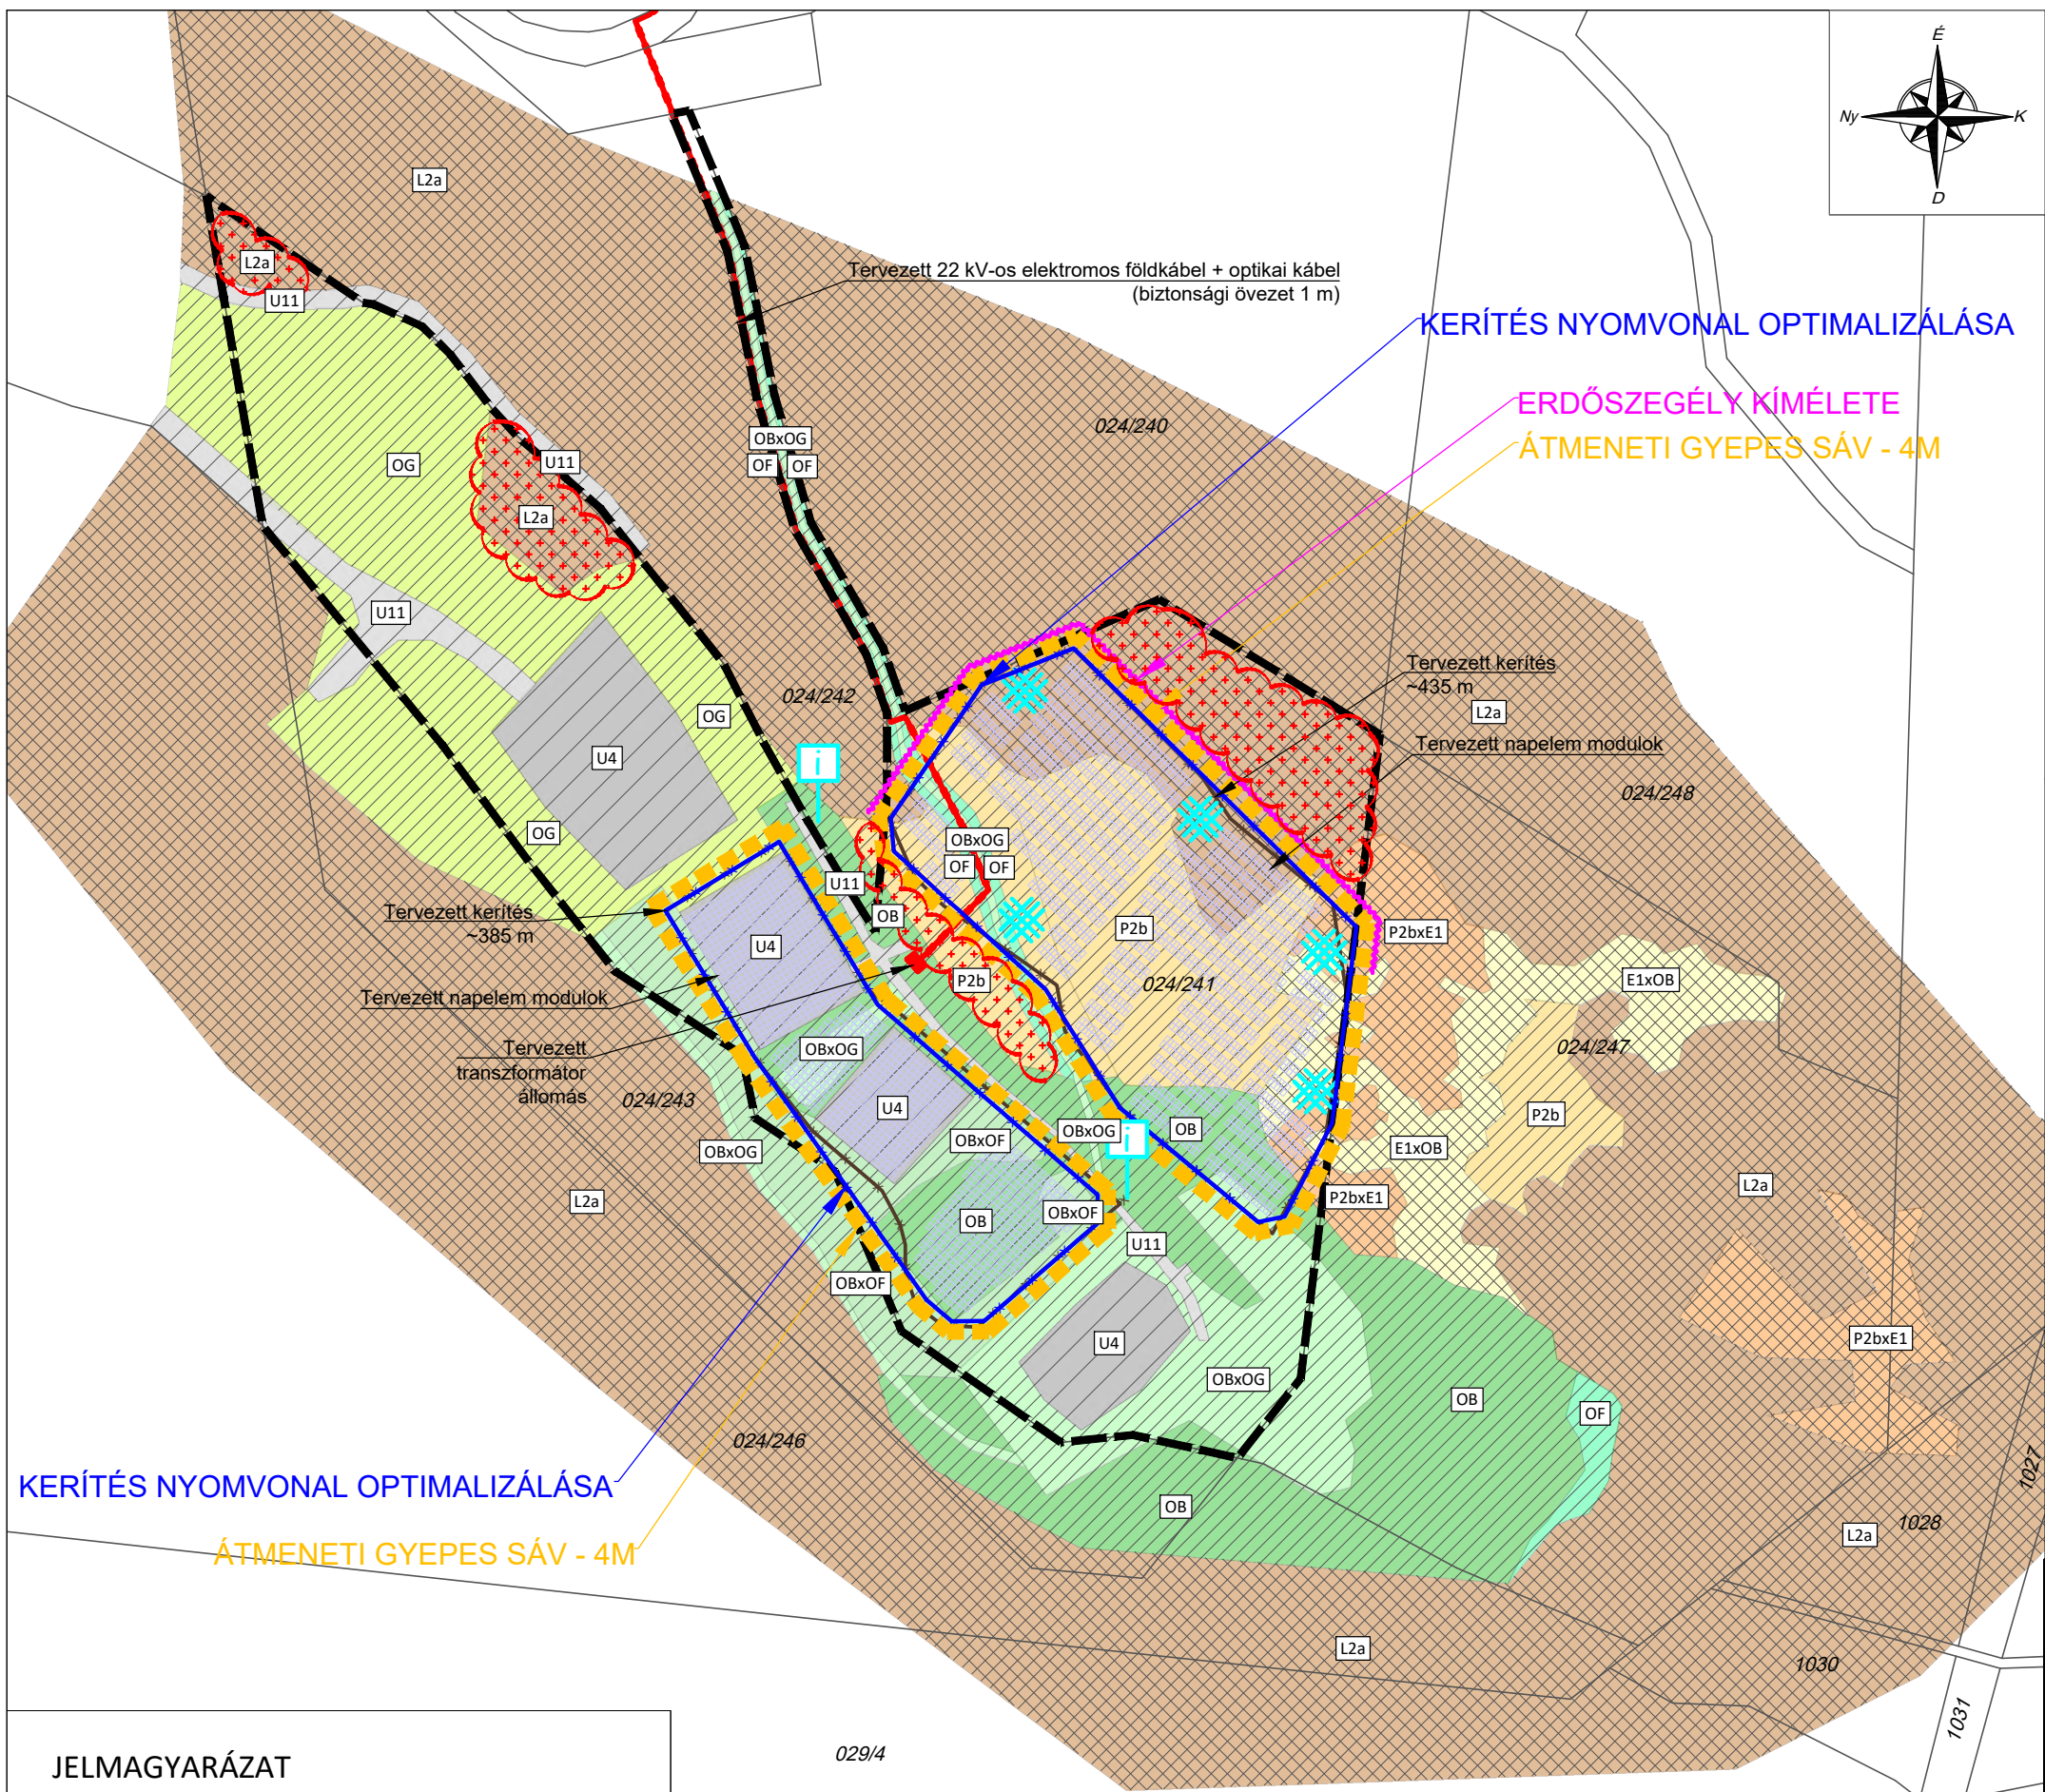 É
Ny
K
D
L2a
L2a
U11
Tervezett 22 kV-os elektromos földkábel + optikai kábel
(biztonsági övezet 1 m)
KERÍTÉS NYOMVONAL OPTIMALIZÁLÁSA
ERDŐSZEGÉLY KÍMÉLETE
ÁTMENETI GYEPES SÁV - 4M
024/240
OBxOG
OF
OF
OG
U11
L2a
U11
Tervezett kerítés
~435 m
024/242
L2a
OG
Tervezett napelem modulok
U4
i
024/248
OG
OBxOG
OF
OF
U11
Tervezett kerítés
~385 m
OB
U4
P2b
P2bxE1
P2b
024/241
E1xOB
Tervezett napelem modulok
Tervezett
transzformátor
állomás
OBxOG
024/247
024/243
U4
P2b
OBxOG
OBxOF
OBxOG
i
OB
E1xOB
L2a
L2a
P2bxE1
OB
OBxOF
U11
OBxOF
U4
OBxOG
P2bxE1
OB
OF
024/246
1027
KERÍTÉS NYOMVONAL OPTIMALIZÁLÁSA
OB
1028
L2a
ÁTMENETI GYEPES SÁV - 4M
L2a
1030
1031
029/4
JELMAGYARÁZAT